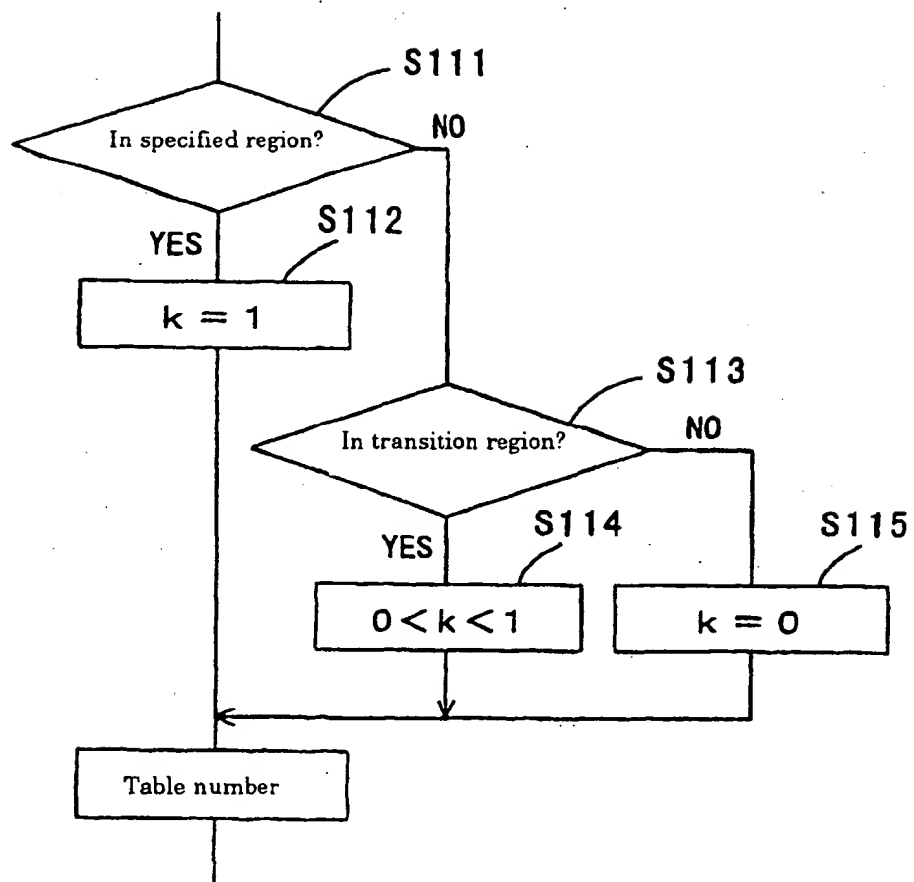 S111
In specified region?
NO
YES
S112
k = 1
S113
In transition region?
NO
YES
S114
S115
0<k<1
k = 0
Table number